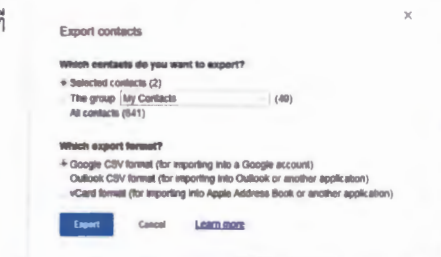 ที่
Export contacts
Which contacts do you want to export?
Selected contacts (2)
The group My Contacts (49)
All contacts (641)
Which export format?
Google CSV format (for importing into a Google account)
Outlook CSV format (for importing into Outlook or another application)
vCard format (for importing into Apple Address Book or another application)
Export Cancel Learn more